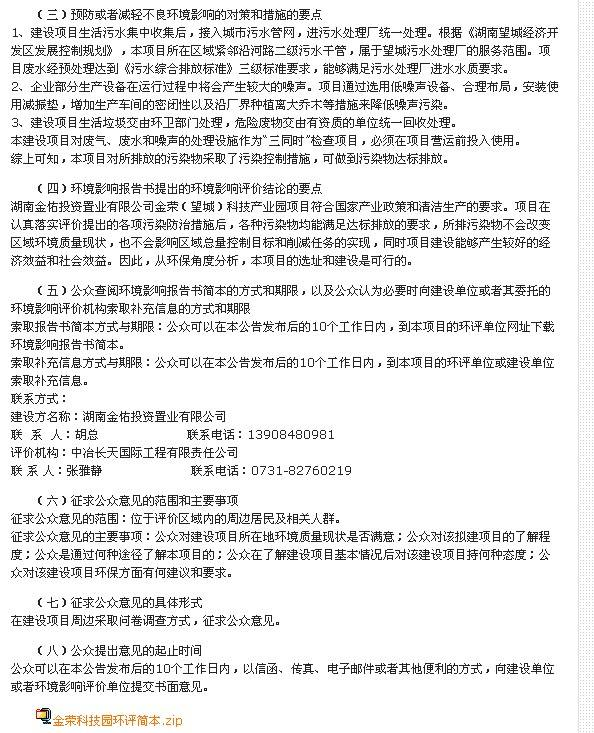 （三）预防或者减轻不良环境影响的对策和措施的要点
1、建设项目生活污水集中收集后，接入城市污水管网，进污水处理厂统一处理。根据《湖南望城经济开
发区发展控制规划》，本项目所在区域紧邻沿河路二级污水干管，属于望城污水处理厂的服务范围。项
目废水经预处理达到《污水综合排放标准》三级标准要求，能够满足污水处理厂进水水质要求。
2、企业部分生产设备在运行过程中将会产生较大的噪声。项目通过选用低噪声设备、合理布局，安装使
用减振垫，增加生产车间的密闭性以及沿厂界种植离大乔木等措施来降低噪声污染。
3、建设项目生活垃圾交由环卫部门处理，危险废物交由有资质的单位统一回收处理。
本建设项目对废气、废水和噪声的处理设施作为“三同时”检查项目，必须在项目营运前投入使用。
综上可知，本项目对所排放的污染物采取了污染控制措施，可做到污染物达标排放。
（四）环境影响报告书提出的环境影响评价结论的要点
湖南金佑投资置业有限公司金荣（望城）科技产业园项目符合国家产业政策和清洁生产的要求。项目在
认真落实评价提出的各项污染防治措施后，各种污染物均能满足达标排放的要求，所排污染物不会改变
区域环境质量现状，也不会影响区域总量控制目标和削减任务的实现，同时项目建设能够产生较好的经
济效益和社会效益。因此，从环保角度分析，本项目的选址和建设是可行的。
（五）公众查阅环境影响报告书简本的方式和期限，以及公众认为必要时向建设单位或者其委托的
环境影响评价机构索取补充信息的方式和期限
索取报告书简本方式与期限：公众可以在本公告发布后的10个工作日内，到本项目的环评单位网址下载
环境影响报告书简本。
索取补充信息方式与期限：公众可以在本公告发布后的10个工作日内，到本项目的环评单位或建设单位
索取补充信息。
联系方式：
建设方名称：湖南金佑投资置业有限公司
联 系 人：胡总 联系电话：13908480981
评价机构：中冶长天国际工程有限责任公司
联 系 人：张雅静 联系电话：0731-82760219
（六）征求公众意见的范围和主要事项
征求公众意见的范围：位于评价区域内的周边居民及相关人群。
征求公众意见的主要事项：公众对建设项目所在地环境质量现状是否满意；公众对该拟建项目的了解程
度；公众是通过何种途径了解本项目的；公众在了解建设项目基本情况后对该建设项目持何种态度；公
众对该建设项目环保方面有何建议和要求。
（七）征求公众意见的具体形式
在建设项目周边采取问卷调查方式，征求公众意见。
（八）公众提出意见的起止时间
公众可以在本公告发布后的10个工作日内，以信函、传真、电子邮件或者其他便利的方式，向建设单位
或者环境影响评价单位提交书面意见。
金荣科技园环评简本.zip